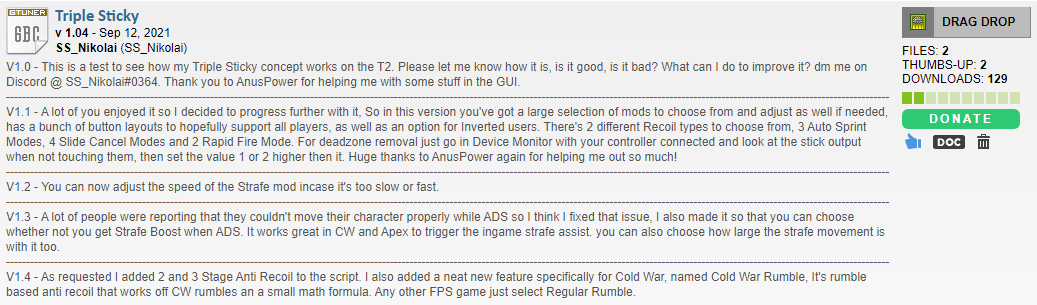 GTUNER
GBC
Triple Sticky
v 1.04 - Sep 12, 2021
SS_Nikolai (SS_Nikolai)
V1.0 - This is a test to see how my Triple Sticky concept works on the T2. Please let me know how it is, is it good, is it bad? What can I do to improve it? dm me on
Discord @ SS_Nikolai#0364. Thank you to AnusPower for helping me with some stuff in the GUI.
V1.1 - A lot of you enjoyed it so I decided to progress further with it, So in this version you've got a large selection of mods to choose from and adjust as well if needed,
has a bunch of button layouts to hopefully support all players, as well as an option for Inverted users. There's 2 different Recoil types to choose from, 3 Auto Sprint
Modes, 4 Slide Cancel Modes and 2 Rapid Fire Mode. For deadzone removal just go in Device Monitor with your controller connected and look at the stick output
when not touching them, then set the value 1 or 2 higher then it. Huge thanks to AnusPower again for helping me out so much!
V1.2 - You can now adjust the speed of the Strafe mod incase it's too slow or fast.
V1.3 - A lot of people were reporting that they couldn't move their character properly while ADS so I think I fixed that issue, I also made it so that you can choose
whether not you get Strafe Boost when ADS. It works great in CW and Apex to trigger the ingame strafe assist. you can also choose how large the strafe movement is
with it too.
V1.4 - As requested I added 2 and 3 Stage Anti Recoil to the script. I also added a neat new feature specifically for Cold War, named Cold War Rumble, It's rumble
based anti recoil that works off CW rumbles an a small math formula. Any other FPS game just select Regular Rumble.
DRAG DROP
FILES: 2
THUMBS-UP: 2
DOWNLOADS: 129
DONATE
DOC